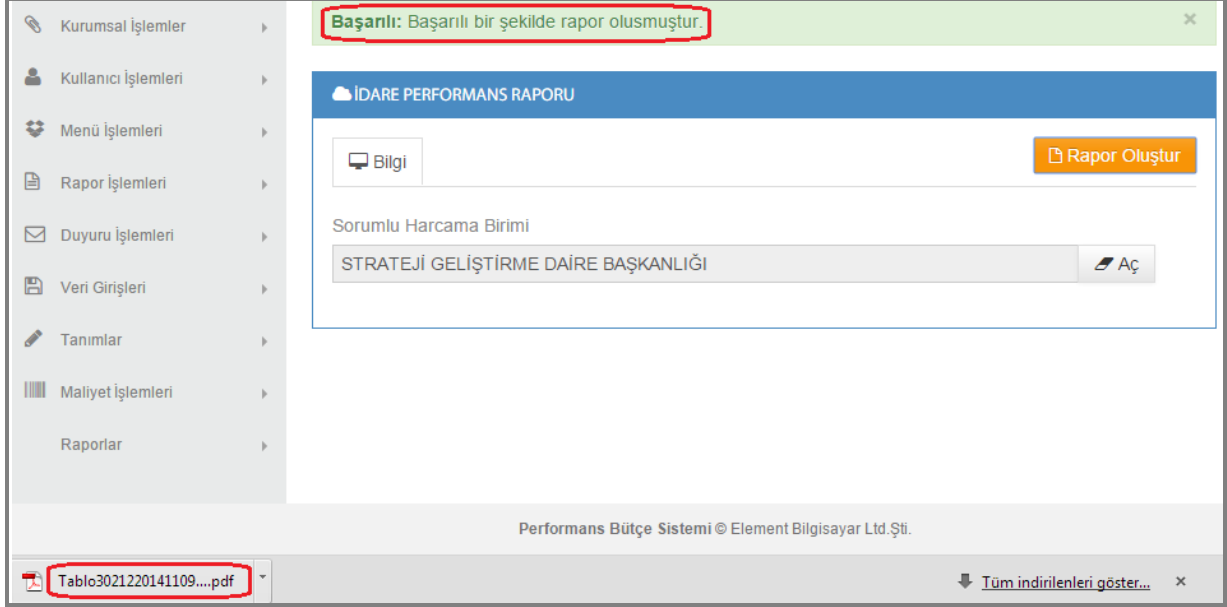 Başarılı: Başarılı bir şekilde rapor olusmuştur.
×
Kurumsal İşlemler
Kullanıcı İşlemleri
Menü İşlemleri
Rapor İşlemleri
Duyuru İşlemleri
Veri Girişleri
Tanımlar
Maliyet İşlemleri
Raporlar
İDARE PERFORMANS RAPORU
Bilgi
Rapor Oluştur
Sorumlu Harcama Birimi
STRATEJİ GELİŞTİRME DAİRE BAŞKANLIĞI
Aç
Performans Bütçe Sistemi © Element Bilgisayar Ltd.Şti.
Tablo3021220141109....pdf
Tüm indirilenleri göster...
×